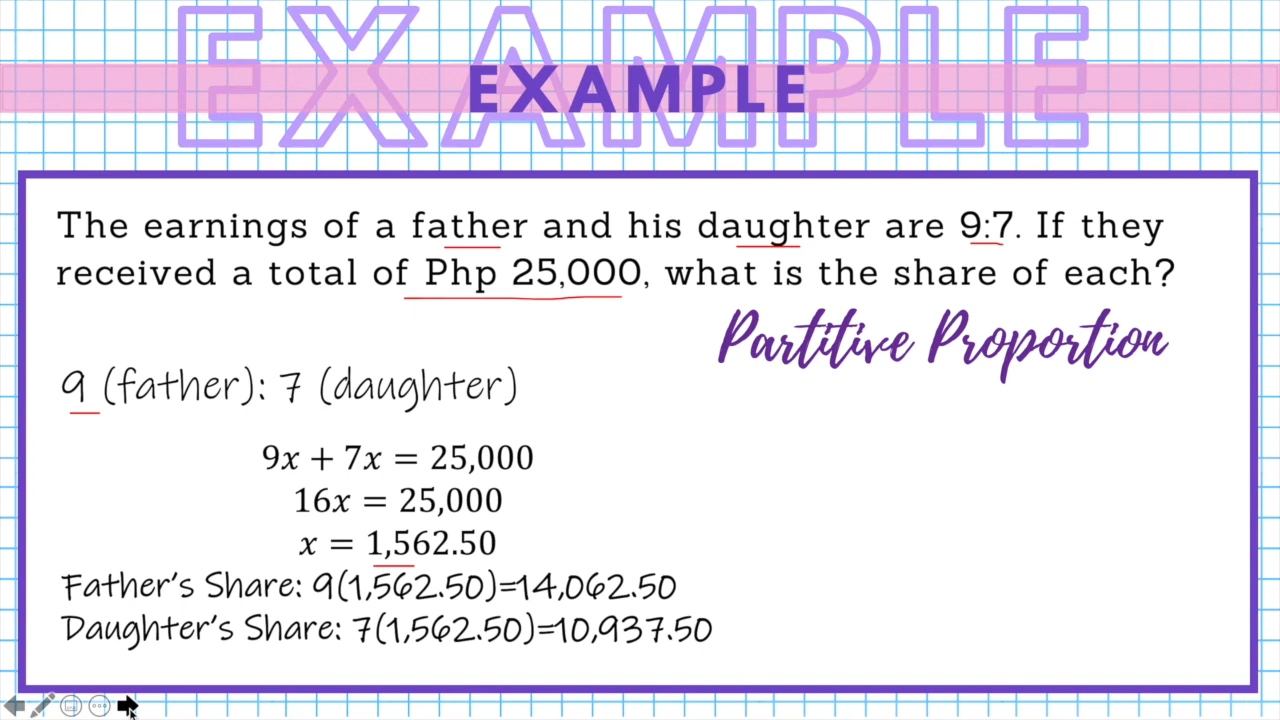 EXAMPLE
EXAMPLE
The earnings of a father and his daughter are 9:7. If they
received a total of Php 25,000, what is the share of each?
Partitive Proportion
9 (father): 7 (daughter)
9x + 7x = 25,000
16x = 25,000
x = 1,562.50
Father's Share: 9(1,562.50)=14,062.50
Daughter's Share: 7(1,562.50)=10,937.50